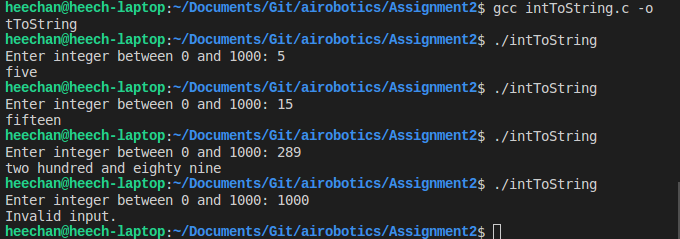 heechan@heech-laptop:~/Documents/Git/airobotics/Assignment2$ gcc intToString.c -o
tToString
heechan@heech-laptop:~/Documents/Git/airobotics/Assignment2$ ./intToString
Enter integer between 0 and 1000: 5
five
heechan@heech-laptop:~/Documents/Git/airobotics/Assignment2$ ./intToString
Enter integer between 0 and 1000: 15
fifteen
heechan@heech-laptop:~/Documents/Git/airobotics/Assignment2$ ./intToString
Enter integer between 0 and 1000: 289
two hundred and eighty nine
heechan@heech-laptop:~/Documents/Git/airobotics/Assignment2$ ./intToString
Enter integer between 0 and 1000: 1000
Invalid input.
heechan@heech-laptop:~/Documents/Git/airobotics/Assignment2$